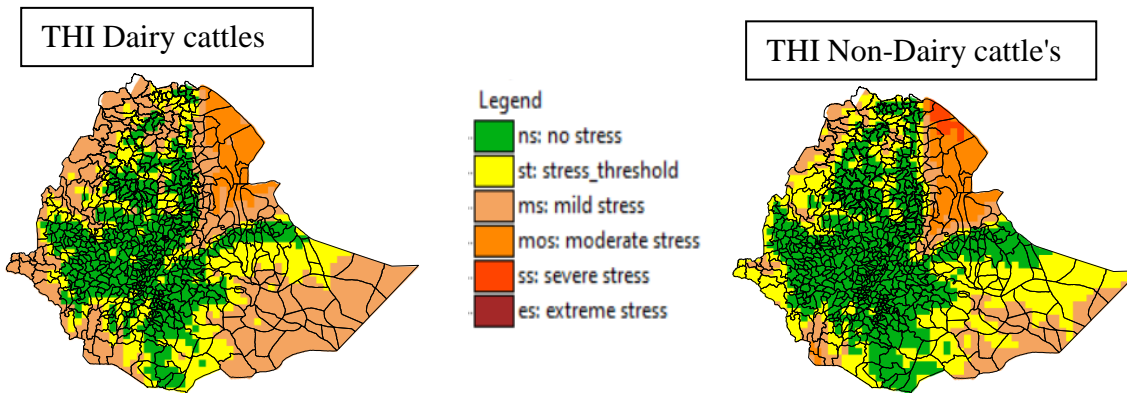 THI Dairy cattles
THI Non-Dairy cattle's
Legend
ns: no stress
st: stress_threshold
ms: mild stress
mos: moderate stress
ss: severe stress
es: extreme stress